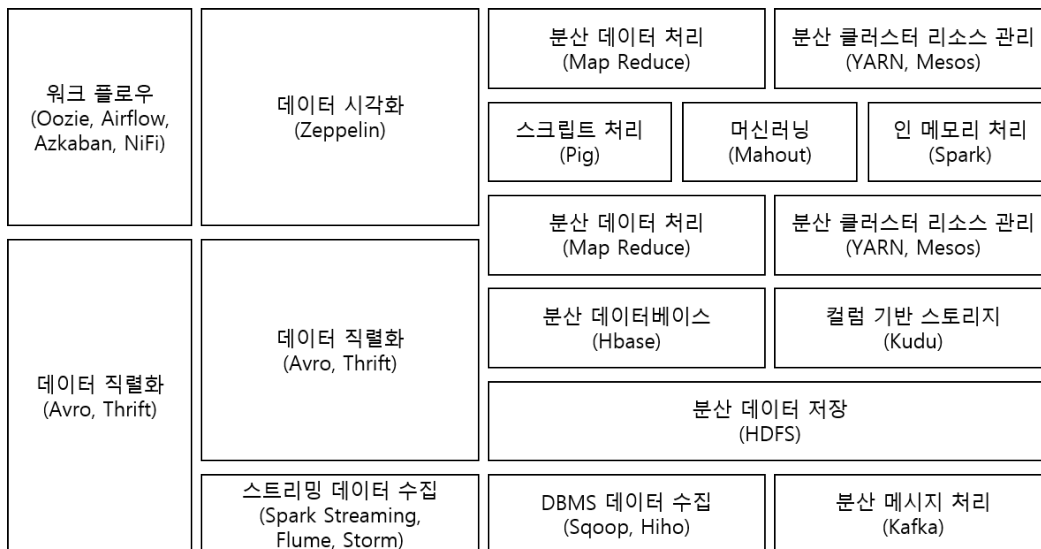 워크 플로우
(Oozie, Airflow,
Azkaban, NiFi)
데이터 시각화
(Zeppelin)
분산 데이터 처리
(Map Reduce)
분산 클러스터 리소스 관리
(YARN, Mesos)
스크립트 처리
(Pig)
머신러닝
(Mahout)
인 메모리 처리
(Spark)
분산 데이터 처리
(Map Reduce)
분산 클러스터 리소스 관리
(YARN, Mesos)
데이터 직렬화
(Avro, Thrift)
데이터 직렬화
(Avro, Thrift)
분산 데이터베이스
(Hbase)
컬럼 기반 스토리지
(Kudu)
분산 데이터 저장
(HDFS)
스트리밍 데이터 수집
(Spark Streaming,
Flume, Storm)
DBMS 데이터 수집
(Sqoop, Hiho)
분산 메시지 처리
(Kafka)